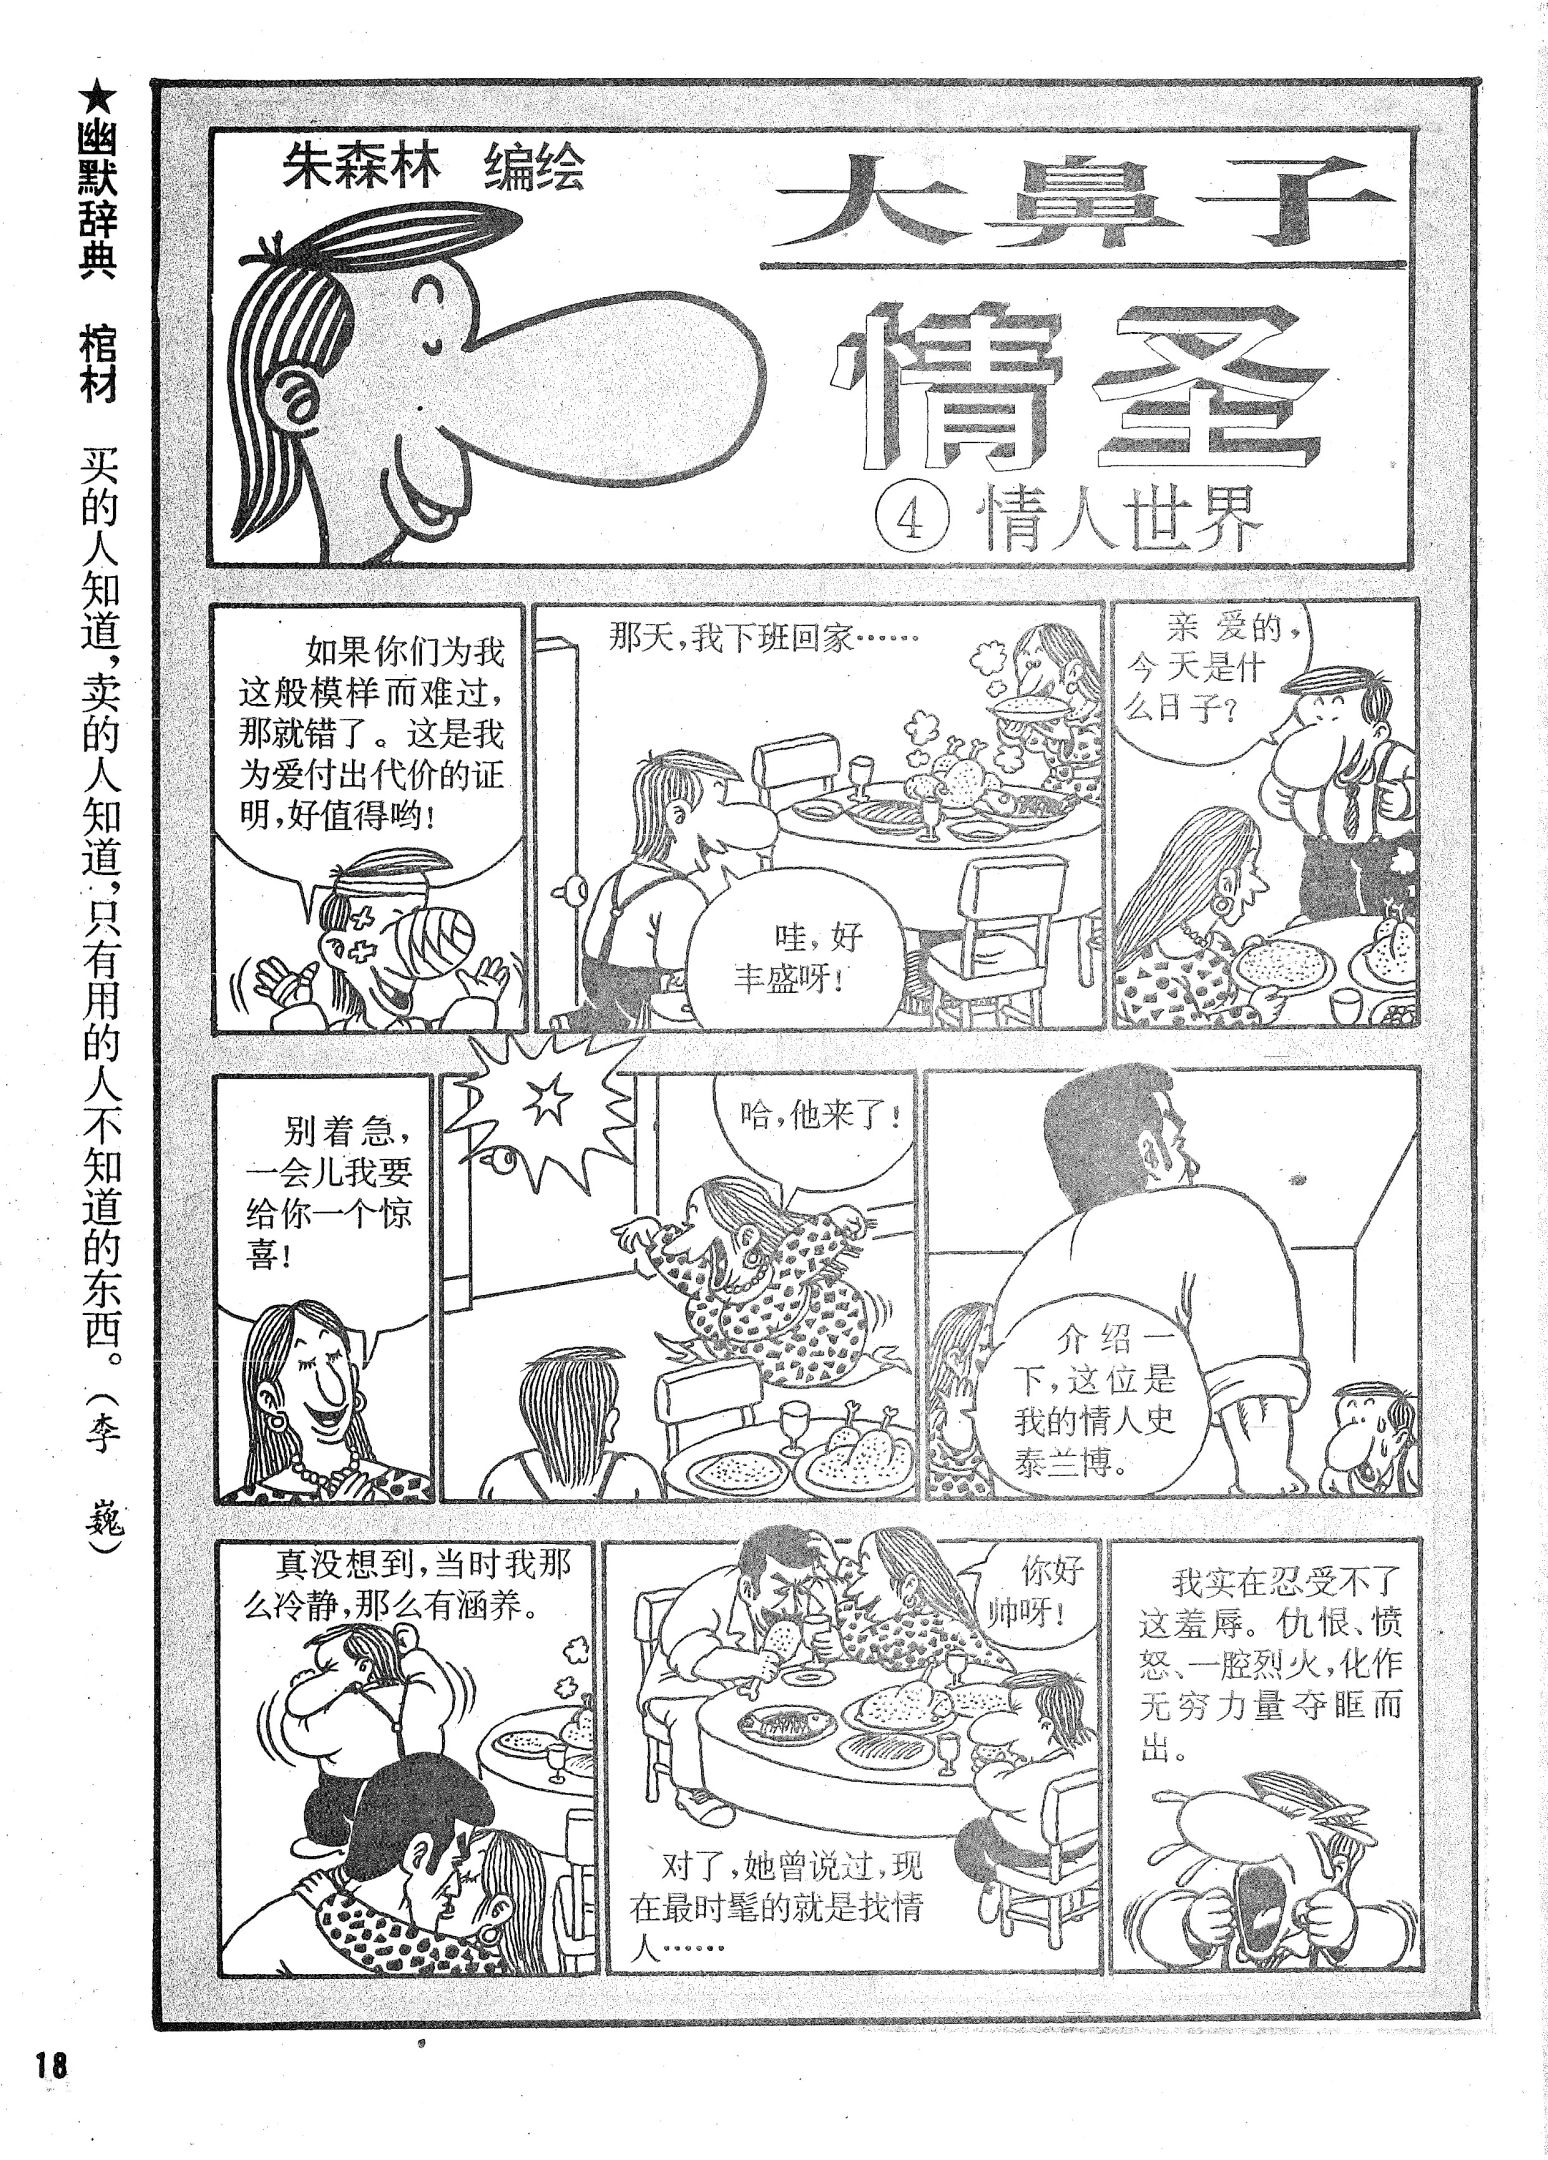 ★幽默辞典 棺材 买的人知道，卖的人知道，只有用的人不知道的东西。（李 巍）
朱森林 编绘
大鼻子
情圣
④情人世界
如果你们为我
这般模样而难过，
那就错了。这是我
为爱付出代价的证
明，好值得哟！
那天，我下班回家……
哇，好
丰盛呀！
亲爱的，
今天是什
么日子？
别着急，
一会儿我要
给你一个惊
喜！
哈，他来了！
介绍一
下，这位是
我的情人史
泰兰博。
真没想到，当时我那
么冷静，那么有涵养。
你好
帅呀！
对了，她曾说过，现
在最时髦的就是找情
人……
我实在忍受不了
这羞辱。仇恨、愤
怒、一腔烈火，化作
无穷力量夺眶而
出。
18